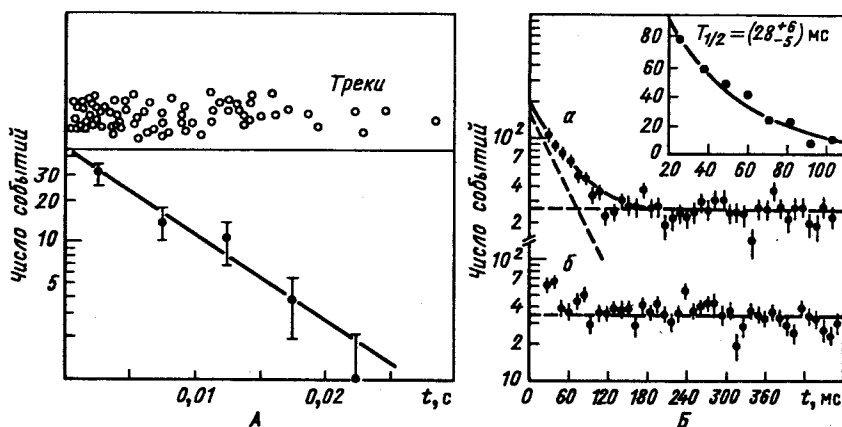 Число событий
30
20
10
5
Треки
0,01
0,02
t, с
А
Число событий
10²
7
4
2
а
T₁/₂ = (28⁺⁶₋₅) мс
80
60
40
20
0
20
40
60
80
100
Число событий
10²
7
4
2
10
б
0
60
120
180
240
300
360
t, мс
Б